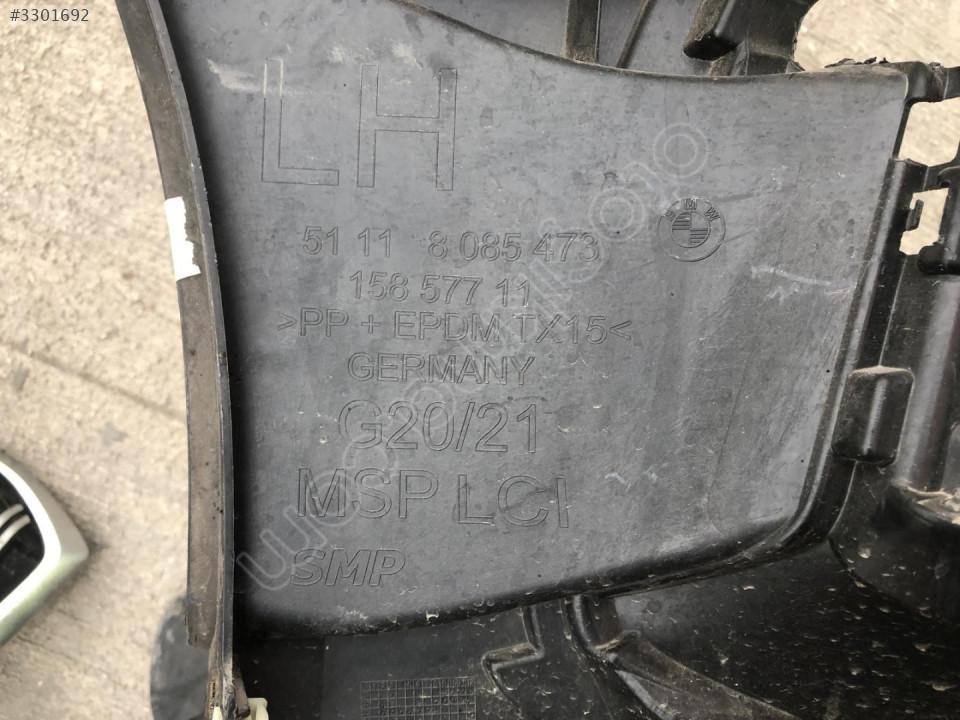 #3301692
LH
BMW
51 11 8 085 473
158 577 11
>PP + EPDM TX15<
GERMANY
G20/21
MSP LCI
SMP